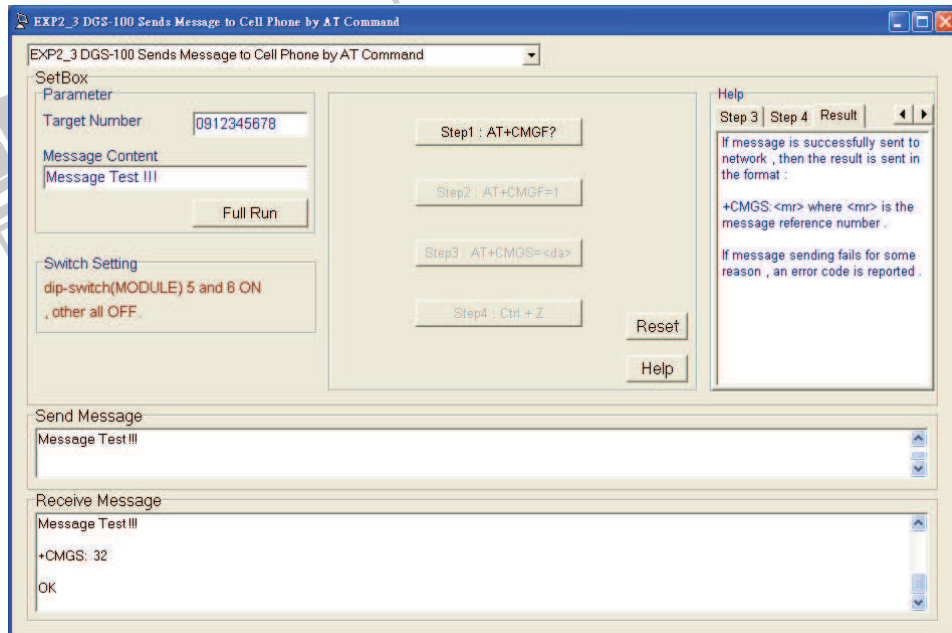 EXP2_3 DGS-100 Sends Message to Cell Phone by AT Command
EXP2_3 DGS-100 Sends Message to Cell Phone by AT Command
SetBox
Parameter
Target Number
0912345678
Message Content
Message Test !!!
Full Run
Switch Setting
dip-switch(MODULE) 5 and 6 ON
, other all OFF .
Step1 : AT+CMGF?
Step2 : AT+CMGF=1
Step3 : AT+CMGS=<da>
Step4 : Ctrl + Z
Reset
Help
Help
Step 3
Step 4
Result
If message is successfully sent to
network , then the result is sent in
the format :
+CMGS:<mr> where <mr> is the
message reference number .
If message sending fails for some
reason , an error code is reported .
Send Message
Message Test !!!
Receive Message
Message Test !!!
+CMGS: 32
OK